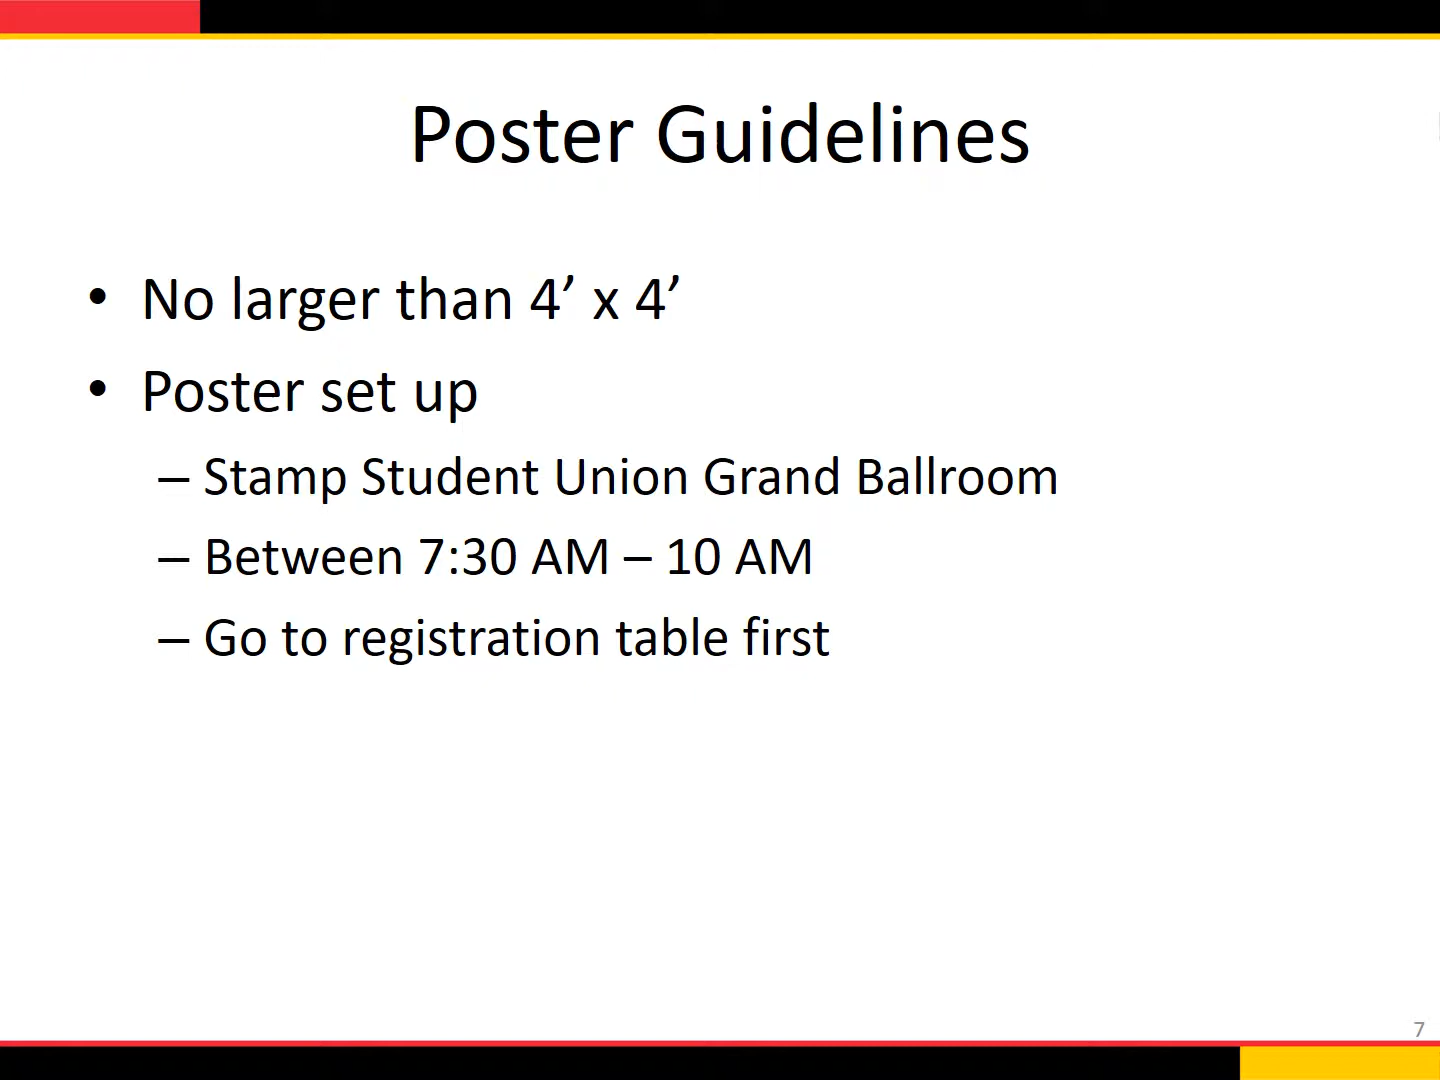 Poster Guidelines
• No larger than 4’ x 4’
• Poster set up
– Stamp Student Union Grand Ballroom
– Between 7:30 AM – 10 AM
– Go to registration table first
7